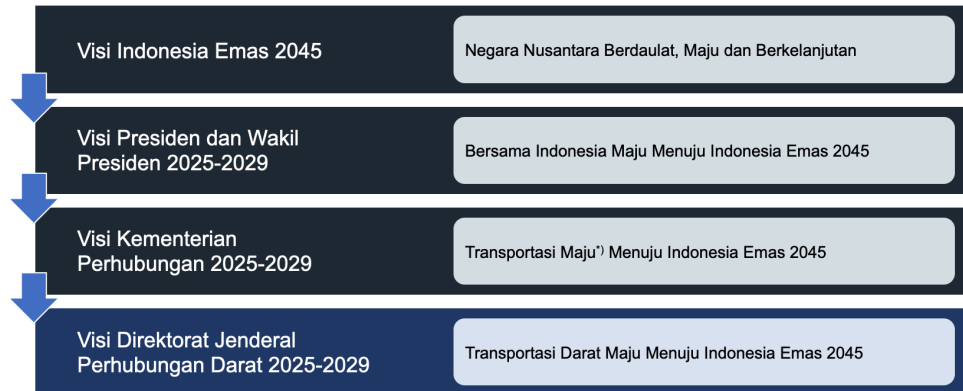 Visi Indonesia Emas 2045
Negara Nusantara Berdaulat, Maju dan Berkelanjutan
Visi Presiden dan Wakil
Presiden 2025-2029
Bersama Indonesia Maju Menuju Indonesia Emas 2045
Visi Kementerian
Perhubungan 2025-2029
Transportasi Maju*) Menuju Indonesia Emas 2045
Visi Direktorat Jenderal
Perhubungan Darat 2025-2029
Transportasi Darat Maju Menuju Indonesia Emas 2045